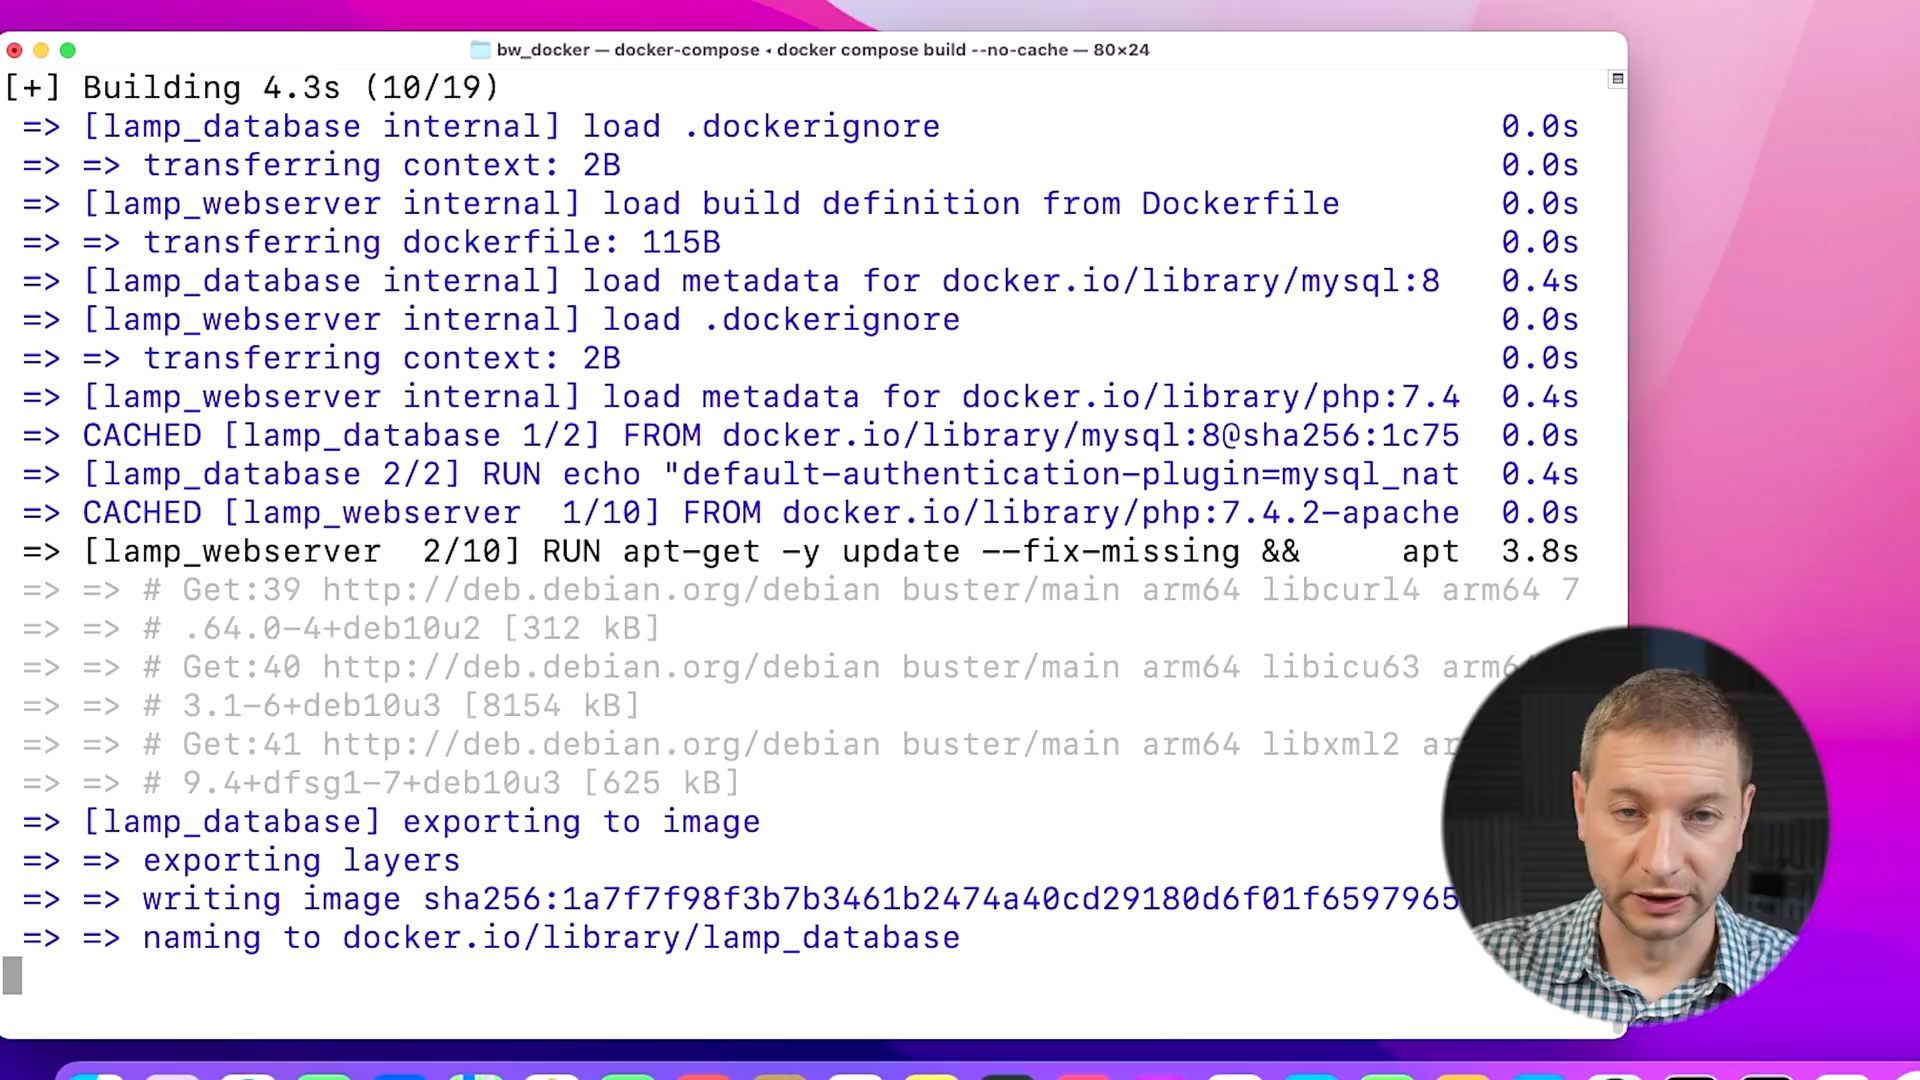 bw_docker — docker-compose ◂ docker compose build --no-cache — 80×24
[+] Building 4.3s (10/19)
=> [lamp_database internal] load .dockerignore 0.0s
=> => transferring context: 2B 0.0s
=> [lamp_webserver internal] load build definition from Dockerfile 0.0s
=> => transferring dockerfile: 115B 0.0s
=> [lamp_database internal] load metadata for docker.io/library/mysql:8 0.4s
=> [lamp_webserver internal] load .dockerignore 0.0s
=> => transferring context: 2B 0.0s
=> [lamp_webserver internal] load metadata for docker.io/library/php:7.4 0.4s
=> CACHED [lamp_database 1/2] FROM docker.io/library/mysql:8@sha256:1c75 0.0s
=> [lamp_database 2/2] RUN echo "default-authentication-plugin=mysql_nat 0.4s
=> CACHED [lamp_webserver  1/10] FROM docker.io/library/php:7.4.2-apache 0.0s
=> [lamp_webserver  2/10] RUN apt-get -y update --fix-missing &&     apt 3.8s
=> => # Get:39 http://deb.debian.org/debian buster/main arm64 libcurl4 arm64 7
=> => # .64.0-4+deb10u2 [312 kB]
=> => # Get:40 http://deb.debian.org/debian buster/main arm64 libicu63
=> => # 3.1-6+deb10u3 [8154 kB]
=> => # Get:41 http://deb.debian.org/debian buster/main arm64 libxml2
=> => # 9.4+dfsg1-7+deb10u3 [625 kB]
=> [lamp_database] exporting to image
=> => exporting layers
=> => writing image sha256:1a7f7f98f3b7b3461b2474a40cd29180d6f01f6597965
=> => naming to docker.io/library/lamp_database